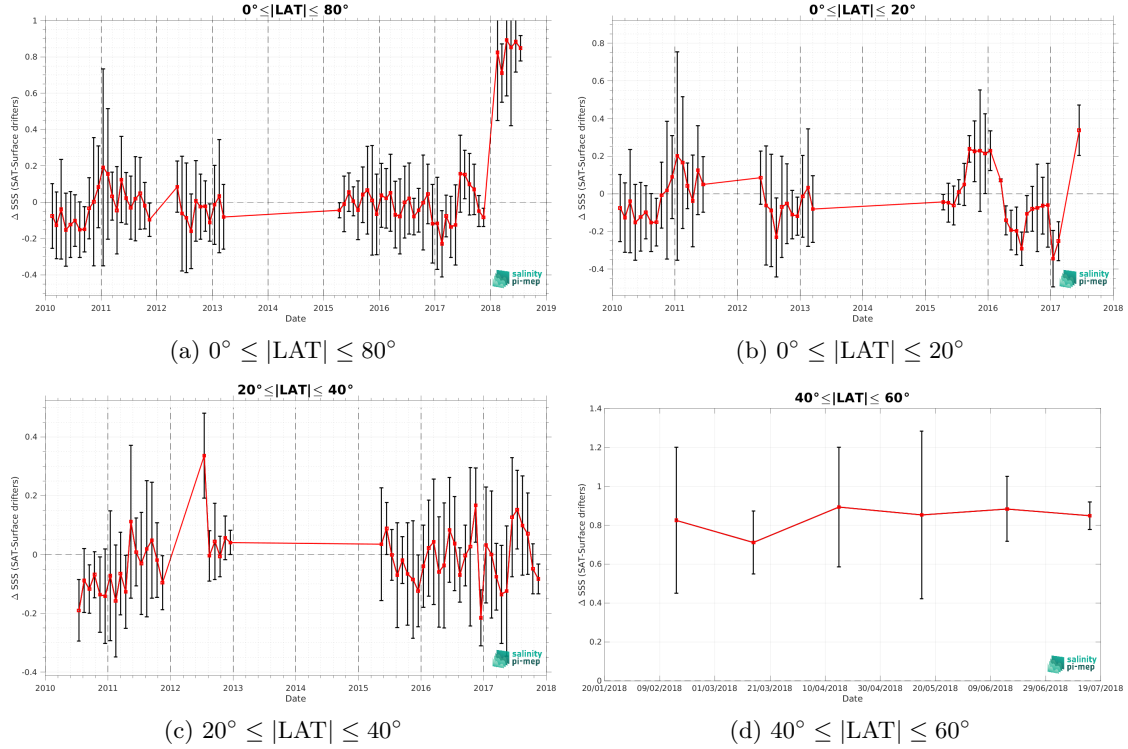 0°≤|LAT|≤ 80°
Δ SSS (SAT-Surface drifters)
1
0.8
0.6
0.4
0.2
0
-0.2
-0.4
2010 2011 2012 2013 2014 2015 2016 2017 2018 2019
Date
salinity
pi-mep
(a) 0° ≤ |LAT| ≤ 80°
0°≤|LAT|≤ 20°
Δ SSS (SAT-Surface drifters)
0.8
0.6
0.4
0.2
0
-0.2
-0.4
2010 2011 2012 2013 2014 2015 2016 2017 2018
Date
salinity
pi-mep
(b) 0° ≤ |LAT| ≤ 20°
20°≤|LAT|≤ 40°
Δ SSS (SAT-Surface drifters)
0.4
0.2
0
-0.2
-0.4
2010 2011 2012 2013 2014 2015 2016 2017 2018
Date
salinity
pi-mep
(c) 20° ≤ |LAT| ≤ 40°
40°≤|LAT|≤ 60°
Δ SSS (SAT-Surface drifters)
1.4
1.2
1
0.8
0.6
0.4
0.2
0
20/01/2018 09/02/2018 01/03/2018 21/03/2018 10/04/2018 30/04/2018 20/05/2018 09/06/2018 29/06/2018 19/07/2018
Date
salinity
pi-mep
(d) 40° ≤ |LAT| ≤ 60°